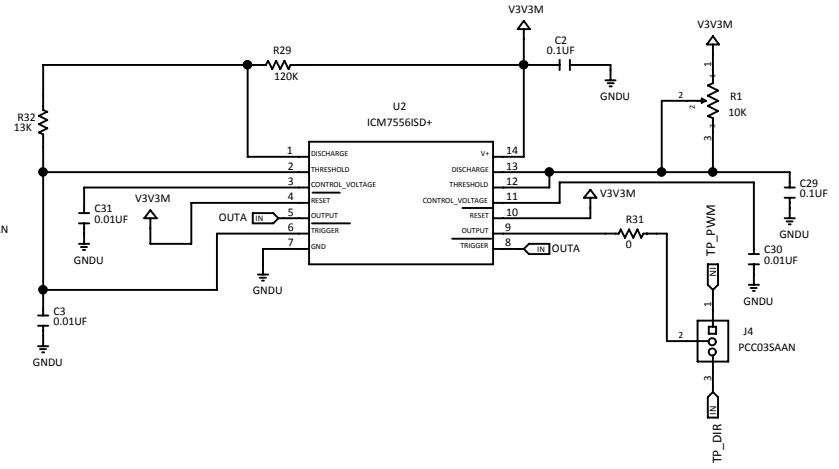 V3V3M
R29
120K
C2
0.1UF
GNDU
V3V3M
R1
10K
1
2
2
3
R32
13K
U2
ICM7556ISD+
1 DISCHARGE
2 THRESHOLD
3 CONTROL_VOLTAGE
4 RESET
5 OUTPUT
6 TRIGGER
7 GND
V+ 14
DISCHARGE 13
THRESHOLD 12
CONTROL_VOLTAGE 11
RESET 10
OUTPUT 9
TRIGGER 8
C31
0.01UF
GNDU
V3V3M
OUTA IN
GNDU
C3
0.01UF
GNDU
V3V3M
R31
0
IN OUTA
C29
0.1UF
GNDU
C30
0.01UF
GNDU
TP_PWM
IN
1
2
3
J4
PCC03SAAN
IN
TP_DIR